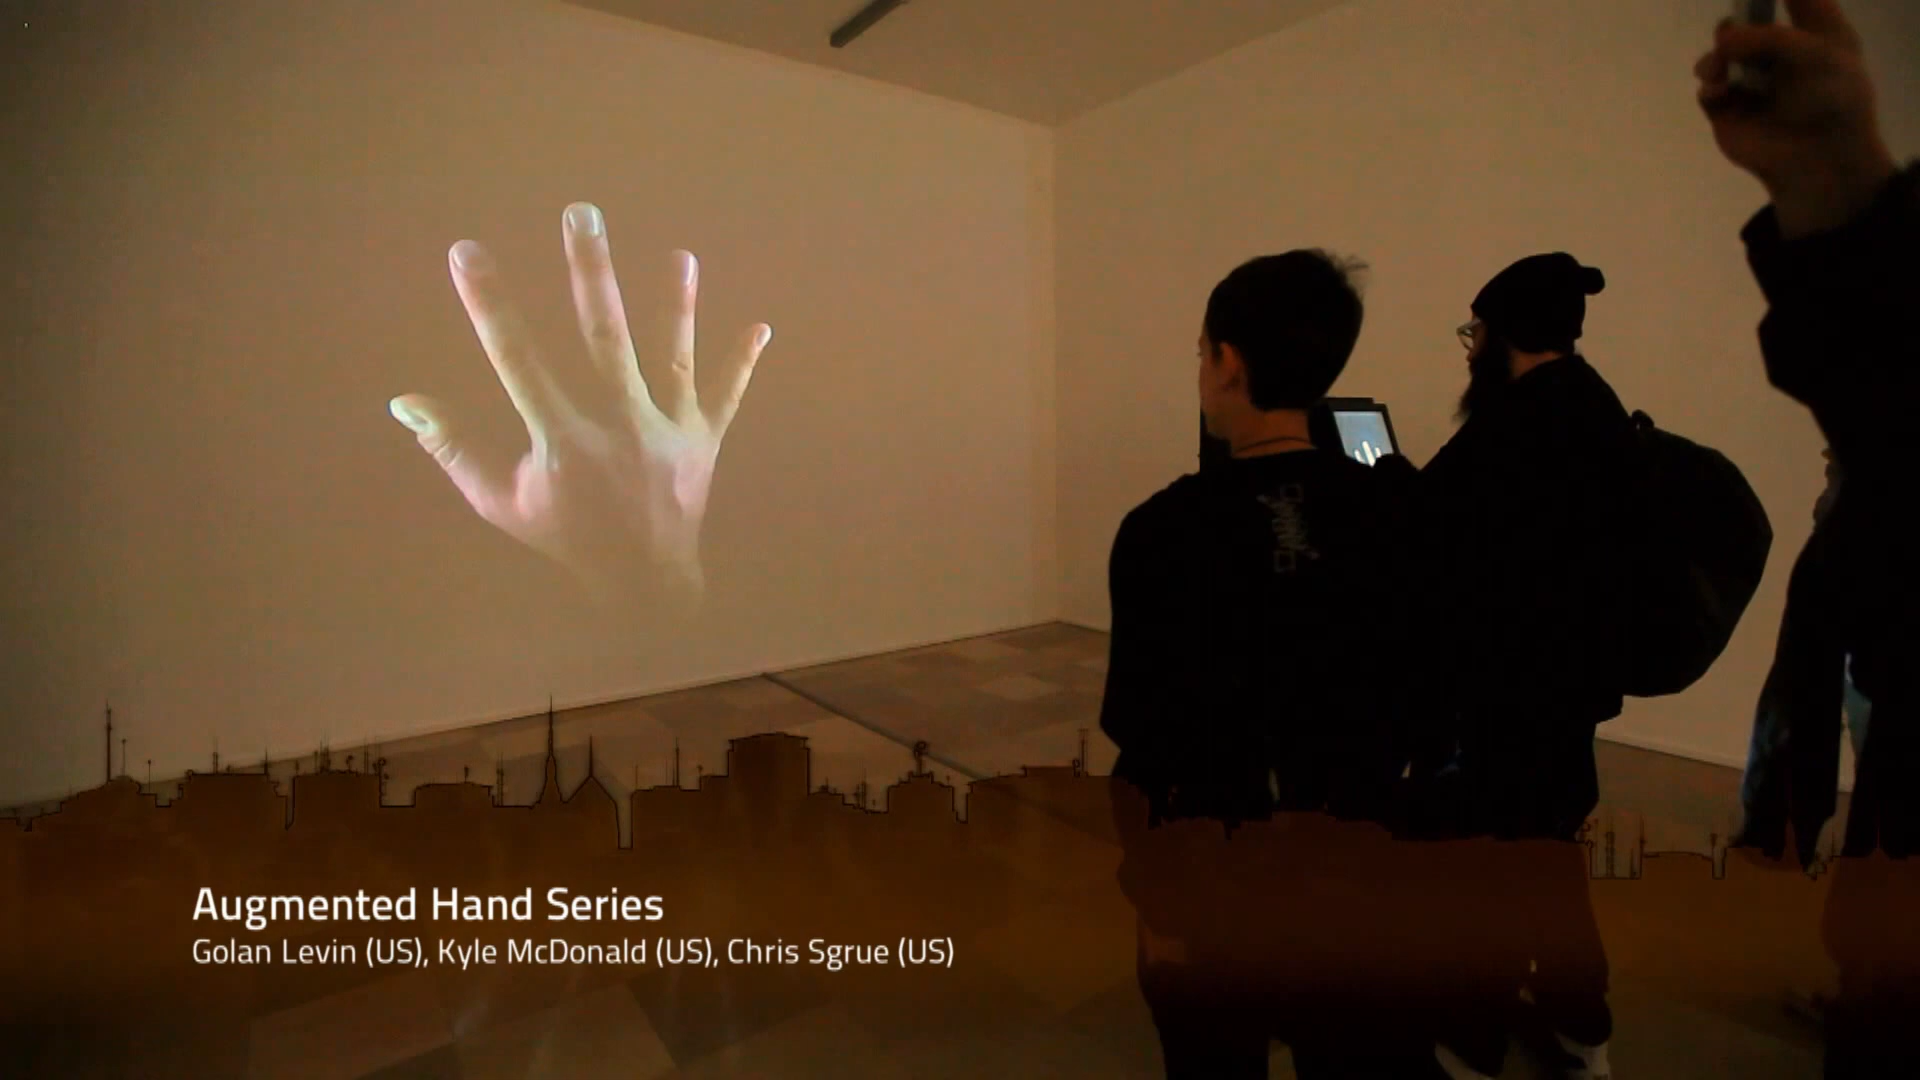 Augmented Hand Series
Golan Levin (US), Kyle McDonald (US), Chris Sgrue (US)